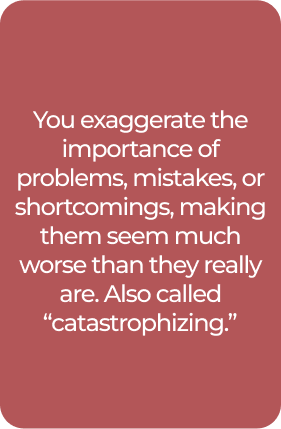 You exaggerate the
importance of
problems, mistakes, or
shortcomings, making
them seem much
worse than they really
are. Also called
“catastrophizing.”